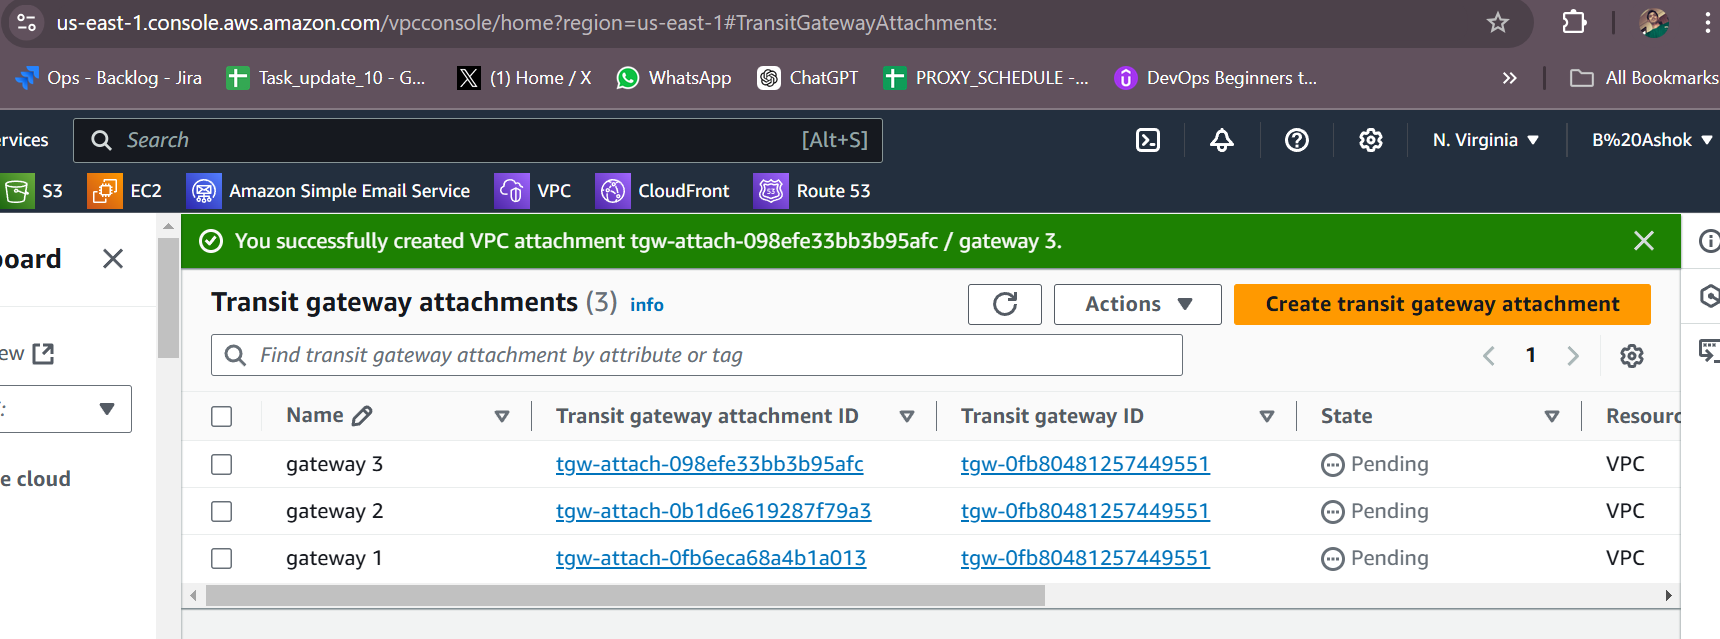 us-east-1.console.aws.amazon.com/vpcconsole/home?region=us-east-1#TransitGatewayAttachments:
Ops - Backlog - Jira Task_update_10 - G... (1) Home / X WhatsApp ChatGPT PROXY_SCHEDULE -... DevOps Beginners t... » All Bookmarks
ervices Search [Alt+S] N. Virginia B%20Ashok
S3 EC2 Amazon Simple Email Service VPC CloudFront Route 53
You successfully created VPC attachment tgw-attach-098efe33bb3b95afc / gateway 3.
board
Transit gateway attachments (3) info Actions Create transit gateway attachment
ew Find transit gateway attachment by attribute or tag 1
:
Name Transit gateway attachment ID Transit gateway ID State Resourc
gateway 3 tgw-attach-098efe33bb3b95afc tgw-0fb80481257449551 Pending VPC
e cloud
gateway 2 tgw-attach-0b1d6e619287f79a3 tgw-0fb80481257449551 Pending VPC
gateway 1 tgw-attach-0fb6eca68a4b1a013 tgw-0fb80481257449551 Pending VPC